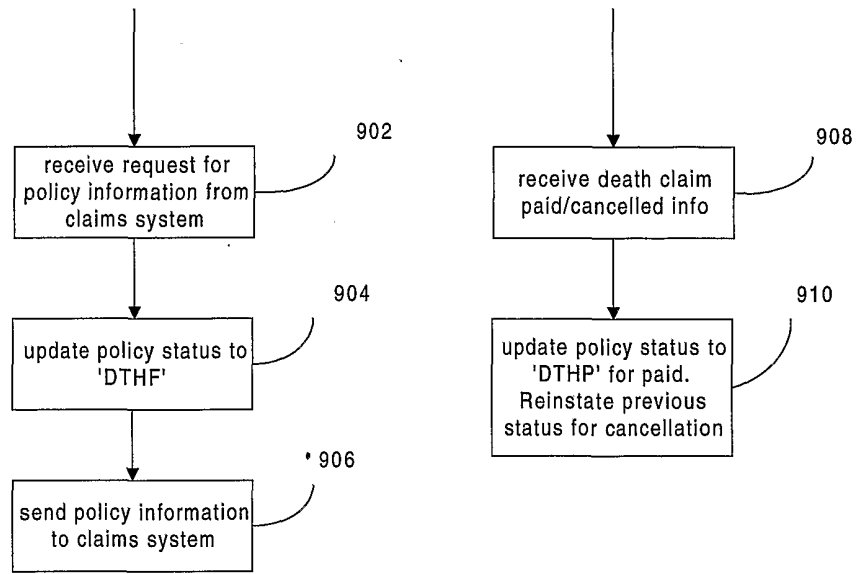 902
receive request for
policy information from
claims system
904
update policy status to
'DTHF'
906
send policy information
to claims system
908
receive death claim
paid/cancelled info
910
update policy status to
'DTHP' for paid.
Reinstate previous
status for cancellation